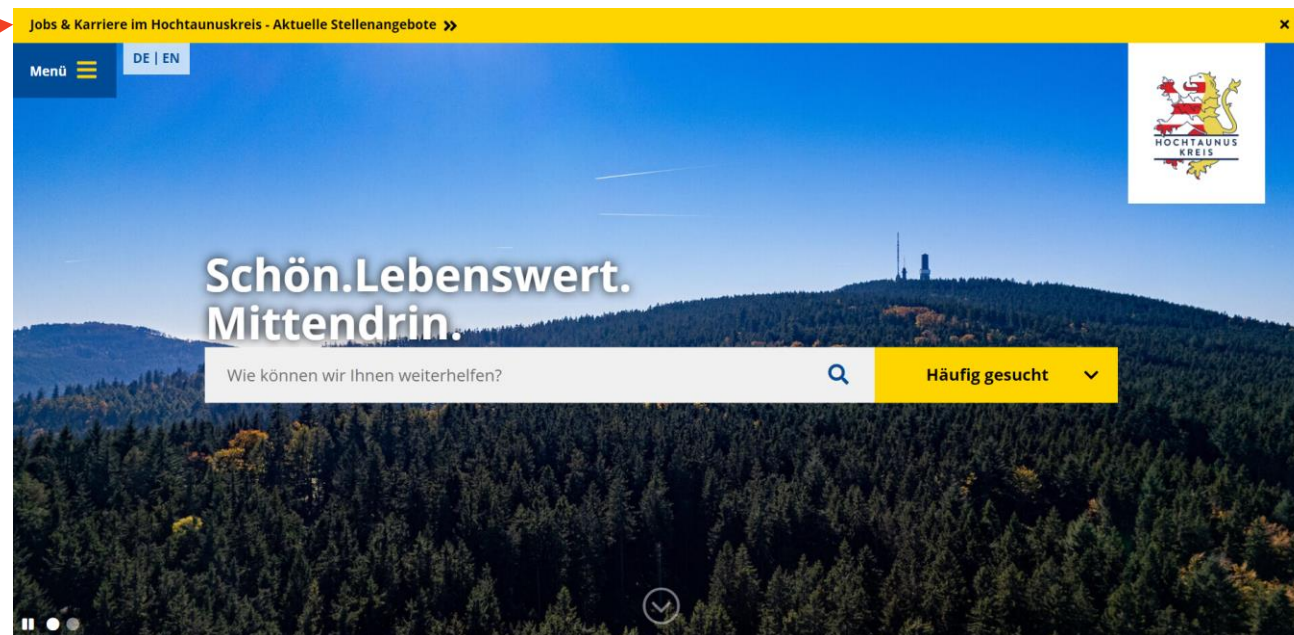 Jobs & Karriere im Hochtaunuskreis - Aktuelle Stellenangebote »
Menü
DE | EN
HOCHTAUNUS
KREIS
Schön.Lebenswert.
Mittendrin.
Wie können wir Ihnen weiterhelfen?
Häufig gesucht